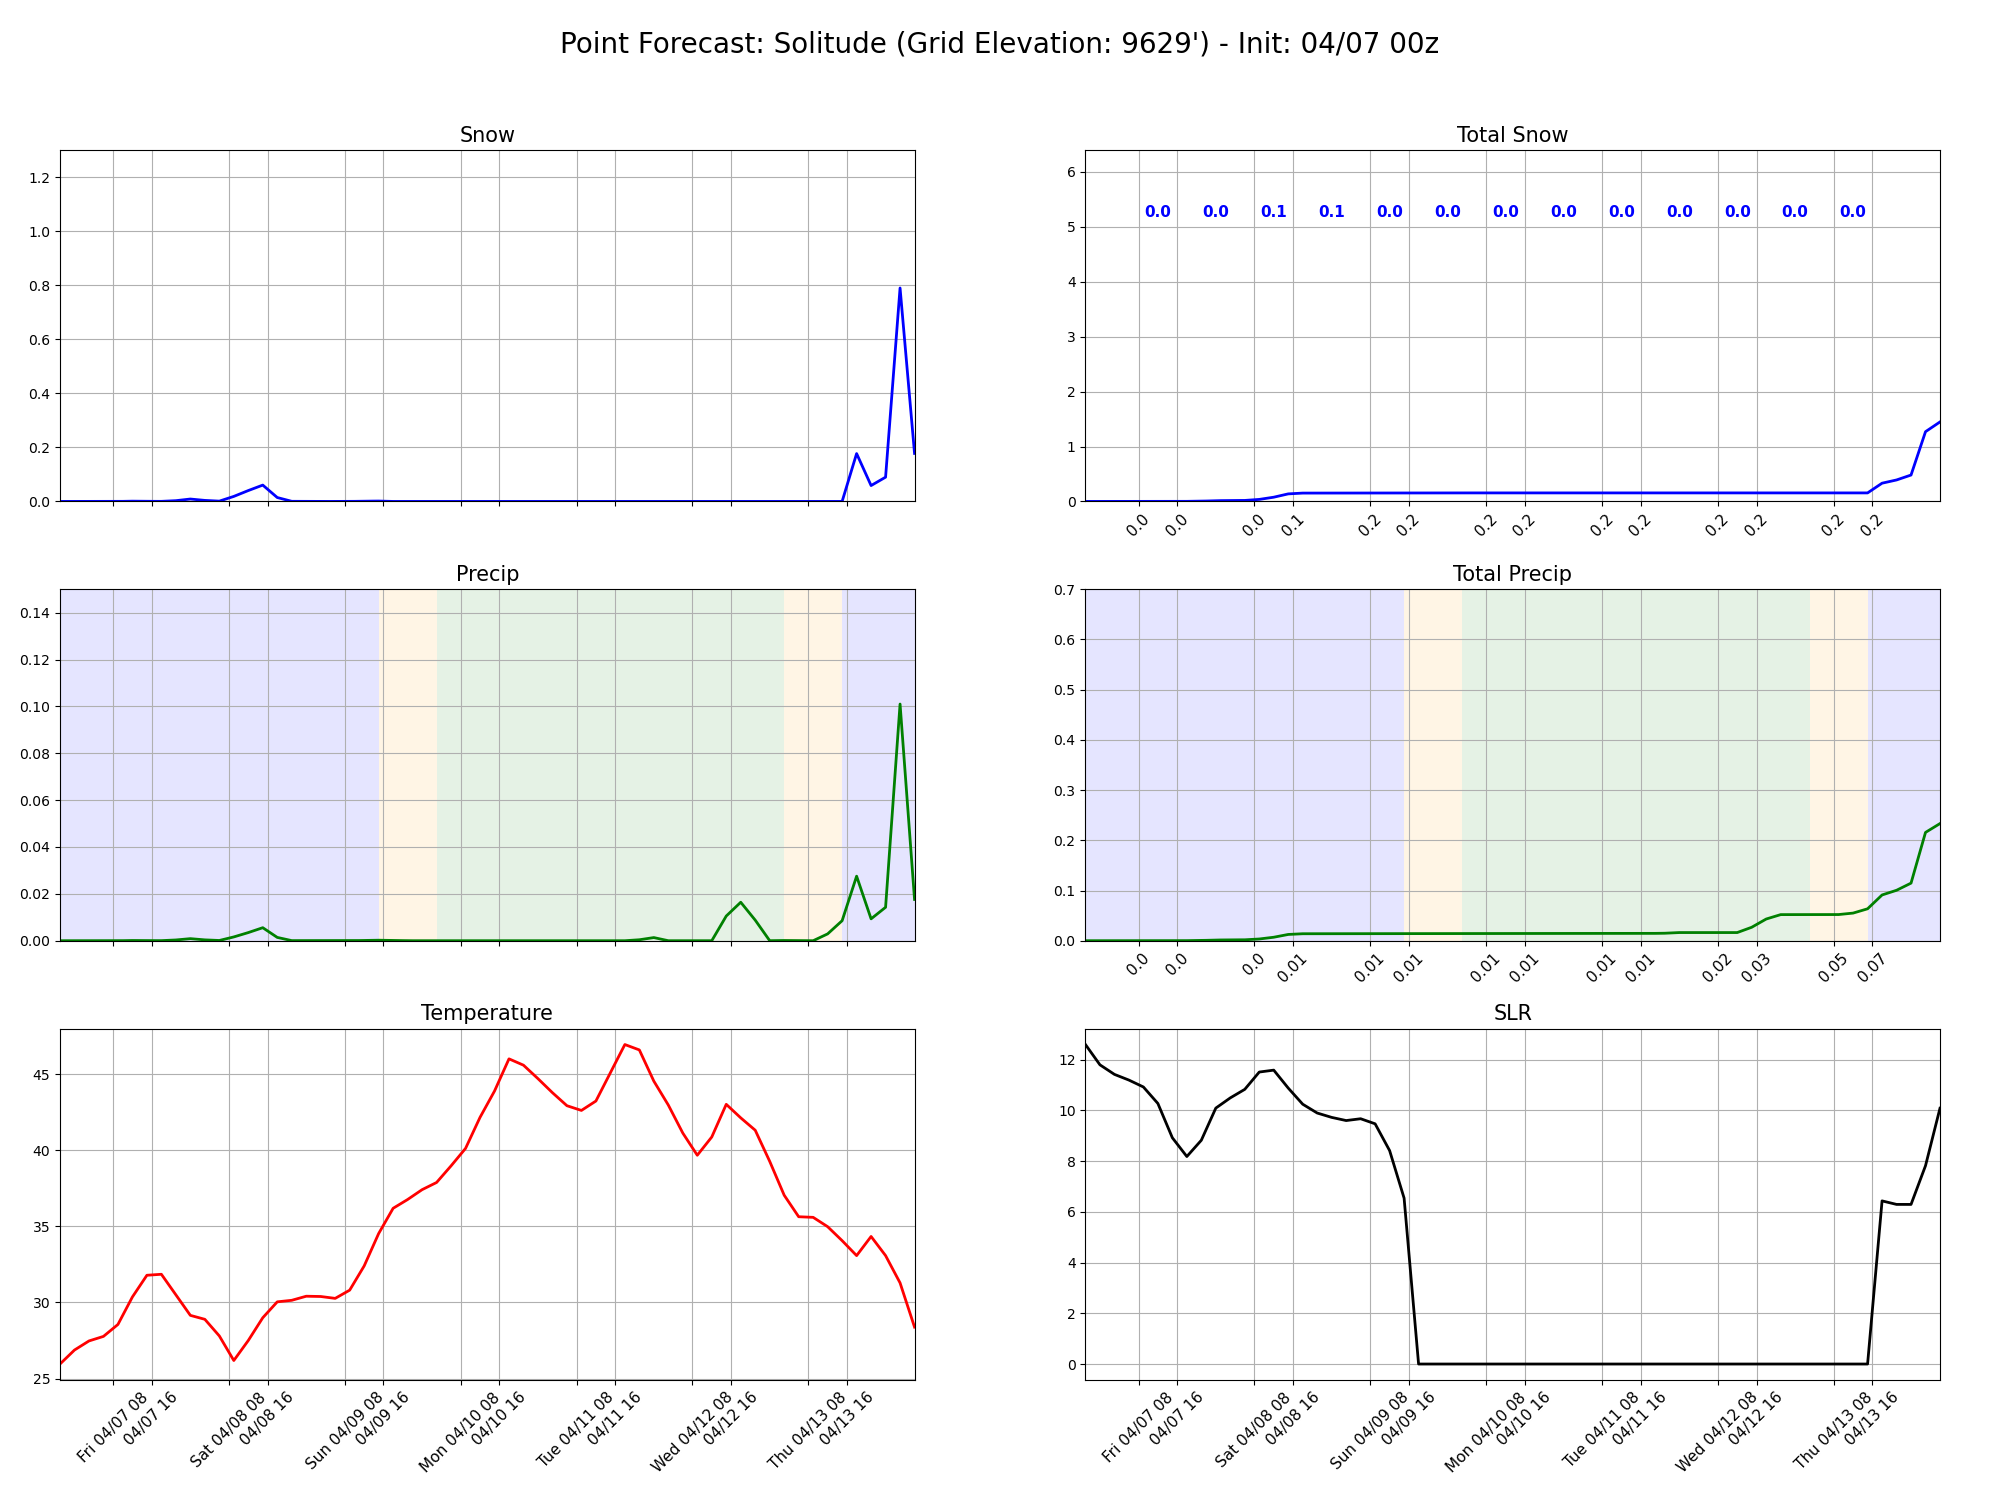 Point Forecast: Solitude (Grid Elevation: 9629') - Init: 04/07 00z
Snow
1.2
1.0
0.8
0.6
0.4
0.2
0.0
Total Snow
6
5
4
3
2
1
0
0.0 0.0 0.1 0.1 0.0 0.0 0.0 0.0 0.0 0.0 0.0 0.0 0.0
0.0 0.0 0.0 0.1 0.2 0.2 0.2 0.2 0.2 0.2 0.2 0.2 0.2 0.2
Precip
0.14
0.12
0.10
0.08
0.06
0.04
0.02
0.00
Total Precip
0.7
0.6
0.5
0.4
0.3
0.2
0.1
0.0
0.0 0.0 0.0 0.01 0.01 0.01 0.01 0.01 0.01 0.01 0.02 0.03 0.05 0.07
Temperature
45
40
35
30
25
Fri 04/07 08
04/07 16
Sat 04/08 08
04/08 16
Sun 04/09 08
04/09 16
Mon 04/10 08
04/10 16
Tue 04/11 08
04/11 16
Wed 04/12 08
04/12 16
Thu 04/13 08
04/13 16
SLR
12
10
8
6
4
2
0
Fri 04/07 08
04/07 16
Sat 04/08 08
04/08 16
Sun 04/09 08
04/09 16
Mon 04/10 08
04/10 16
Tue 04/11 08
04/11 16
Wed 04/12 08
04/12 16
Thu 04/13 08
04/13 16